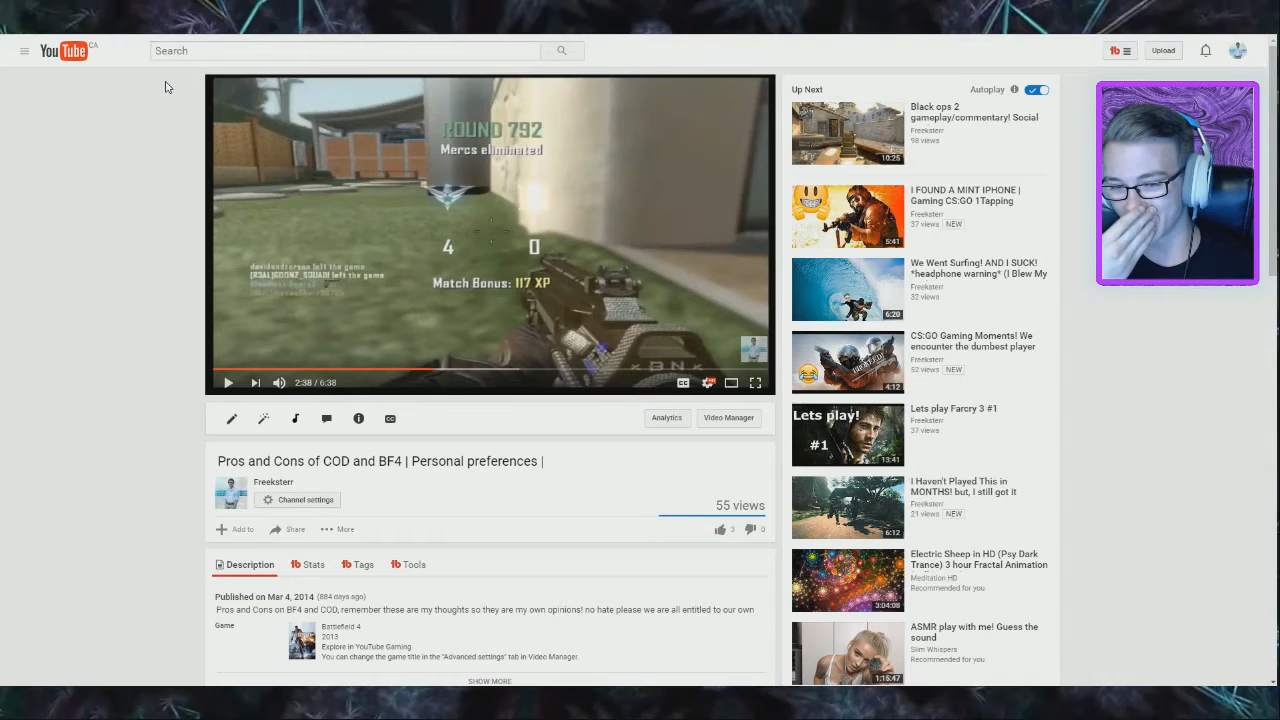 YouTube CA
Search
Upload
ROUND 792
Mercs eliminated
4 0
davidandcarson left the game
left the game
Match Bonus: 117 XP
2:38 / 6:38
Analytics
Video Manager
Pros and Cons of COD and BF4 | Personal preferences |
Freeksterr
Channel settings
55 views
Add to
Share
More
3
0
Description
Stats
Tags
Tools
Published on Mar 4, 2014 (884 days ago)
Pros and Cons on BF4 and COD, remember these are my thoughts so they are my own opinions! no hate please we are all entitled to our own
Game
Battlefield 4
2013
Explore in YouTube Gaming
You can change the game title in the "Advanced settings" tab in Video Manager.
SHOW MORE
Up Next
Autoplay
Black ops 2
gameplay/commentary! Social
Freeksterr
98 views
10:25
I FOUND A MINT IPHONE |
Gaming CS:GO 1Tapping
Freeksterr
37 views NEW
5:41
We Went Surfing! AND I SUCK!
*headphone warning* (I Blew My
Freeksterr
32 views
6:20
CS:GO Gaming Moments! We
encounter the dumbest player
Freeksterr
52 views NEW
4:12
Lets play Farcry 3 #1
Freeksterr
37 views
Lets play!
#1
13:41
I Haven't Played This in
MONTHS! but, I still got it
Freeksterr
21 views NEW
6:12
Electric Sheep in HD (Psy Dark
Trance) 3 hour Fractal Animation
Meditation HD
Recommended for you
3:04:08
ASMR play with me! Guess the
sound
Slim Whispers
Recommended for you
1:15:47